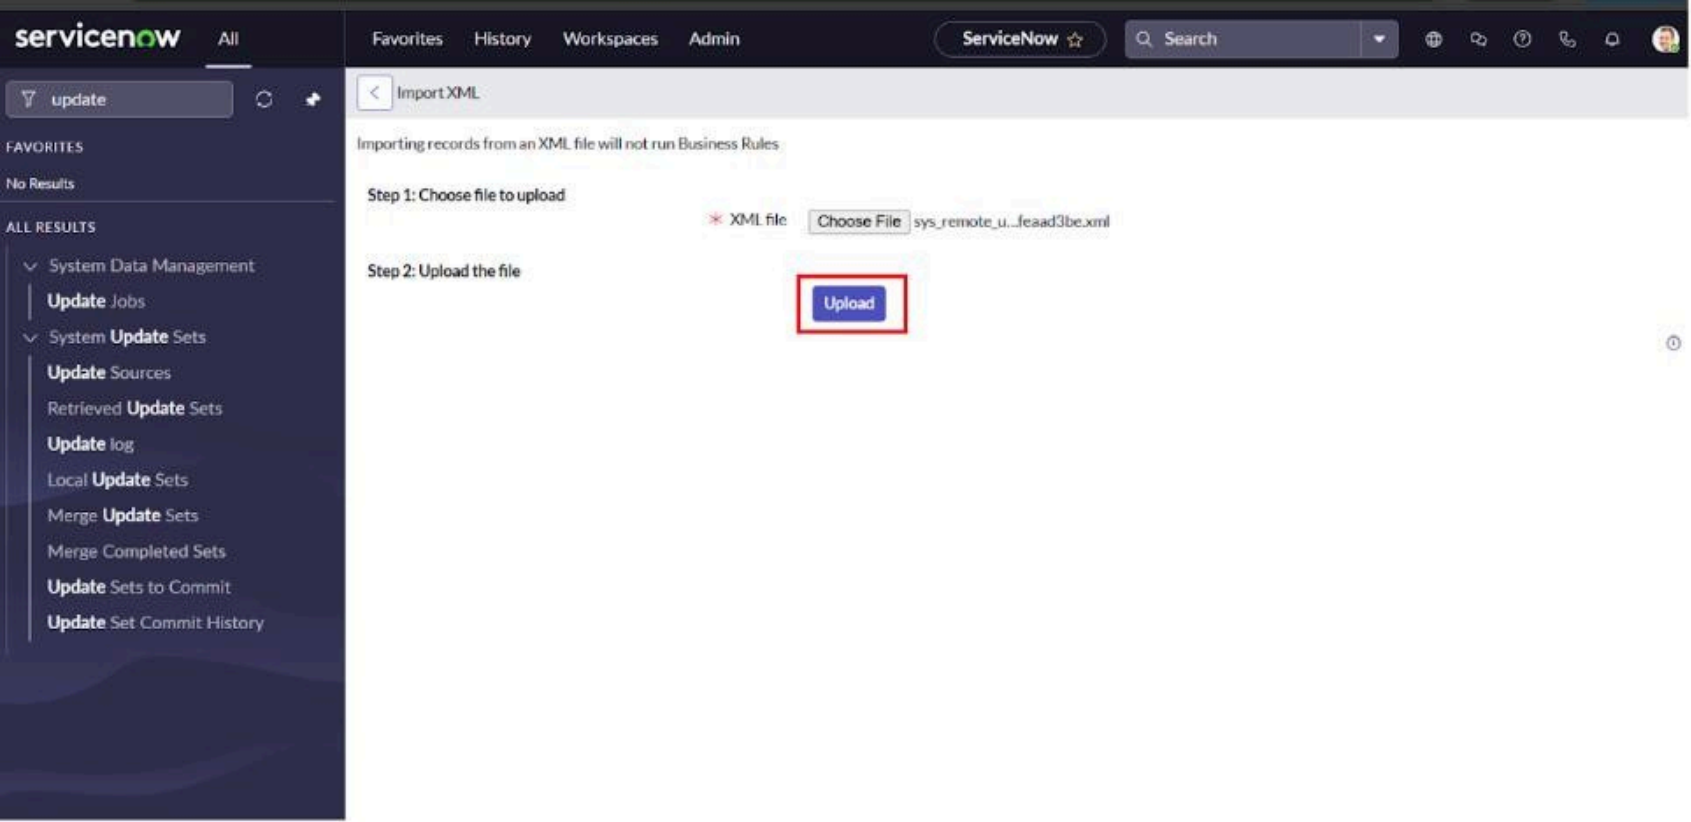 servicenow
All
Favorites
History
Workspaces
Admin
ServiceNow
Search
update
Import XML
Importing records from an XML file will not run Business Rules
FAVORITES
No Results
ALL RESULTS
System Data Management
Update Jobs
System Update Sets
Update Sources
Retrieved Update Sets
Update log
Local Update Sets
Merge Update Sets
Merge Completed Sets
Update Sets to Commit
Update Set Commit History
Step 1: Choose file to upload
* XML file
Choose File sys_remote_u...feaad3be.xml
Step 2: Upload the file
Upload